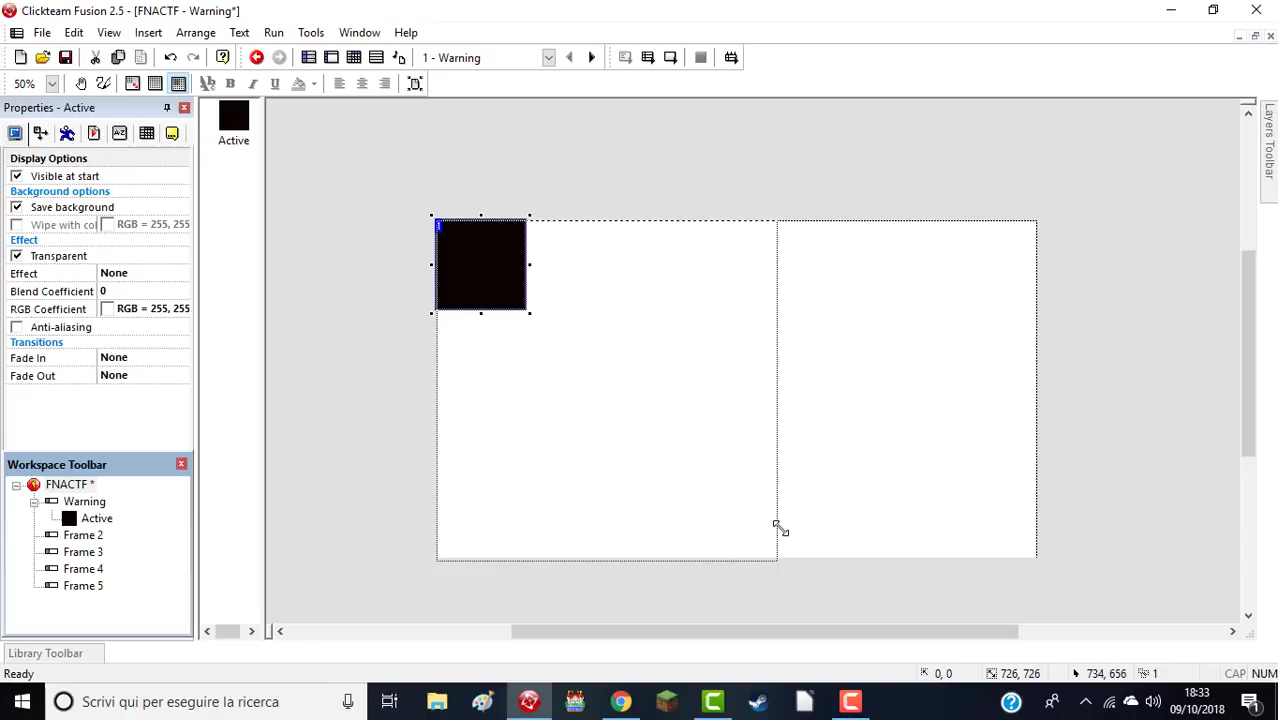 Clickteam Fusion 2.5 - [FNACTF - Warning*]
File Edit View Insert Arrange Text Run Tools Window Help
1 - Warning
50%
Properties - Active
Active
Display Options
Visible at start
Background options
Save background
Wipe with col RGB = 255, 255
Effect
Transparent
Effect None
Blend Coefficient 0
RGB Coefficient RGB = 255, 255
Anti-aliasing
Transitions
Fade In None
Fade Out None
Layers Toolbar
Workspace Toolbar
FNACTF *
Warning
Active
Frame 2
Frame 3
Frame 4
Frame 5
Library Toolbar
Ready 0, 0 726, 726 734, 656 1 CAP NUM
Scrivi qui per eseguire la ricerca
18:33
09/10/2018
1